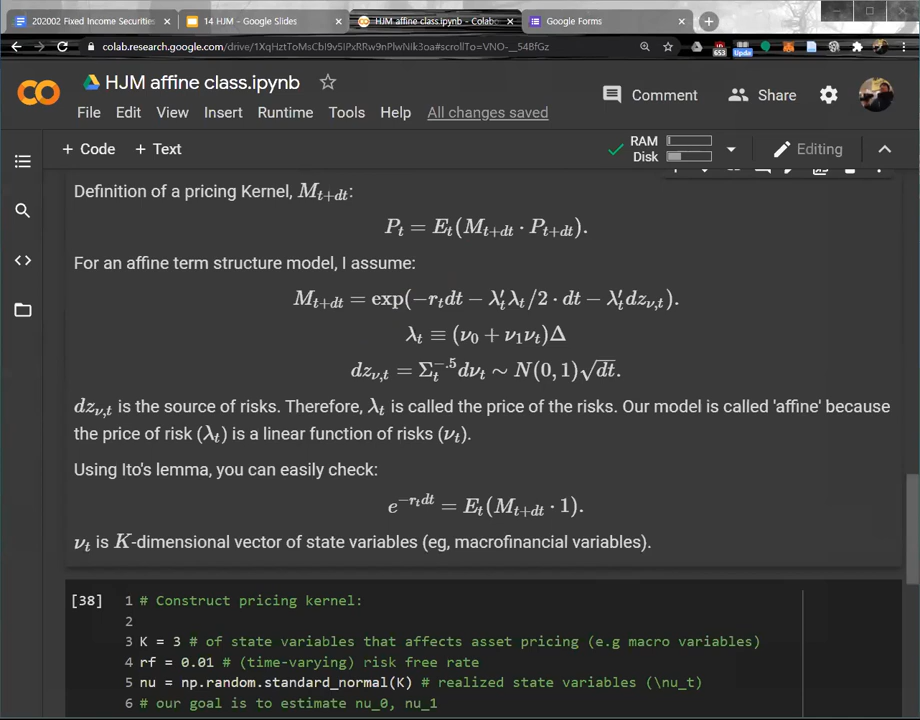 202002 Fixed Income Securities
14 HJM - Google Slides
HJM affine class.ipynb - Colab
Google Forms
colab.research.google.com/drive/1XqHztToMsCbI9v5IPxRRw9nPlwNik3oa#scrollTo=VNO-__548fGz
HJM affine class.ipynb
Comment
Share
File Edit View Insert Runtime Tools Help All changes saved
+ Code + Text
RAM
Disk
Editing
Definition of a pricing Kernel, M_{t+dt}:
P_t = E_t(M_{t+dt} · P_{t+dt}).
For an affine term structure model, I assume:
M_{t+dt} = exp(−r_t dt − λ′_t λ_t/2 · dt − λ′_t dz_{ν,t}).
λ_t ≡ (ν_0 + ν_1ν_t)Δ
dz_{ν,t} = Σ_t^{−.5} dν_t ∼ N(0, 1)√dt.
dz_{ν,t} is the source of risks. Therefore, λ_t is called the price of the risks. Our model is called 'affine' because
the price of risk (λ_t) is a linear function of risks (ν_t).
Using Ito's lemma, you can easily check:
e^{−r_t dt} = E_t(M_{t+dt} · 1).
ν_t is K-dimensional vector of state variables (eg, macrofinancial variables).
[38] 1 # Construct pricing kernel:
2
3 K = 3 # of state variables that affects asset pricing (e.g macro variables)
4 rf = 0.01 # (time-varying) risk free rate
5 nu = np.random.standard_normal(K) # realized state variables (\nu_t)
6 # our goal is to estimate nu_0, nu_1